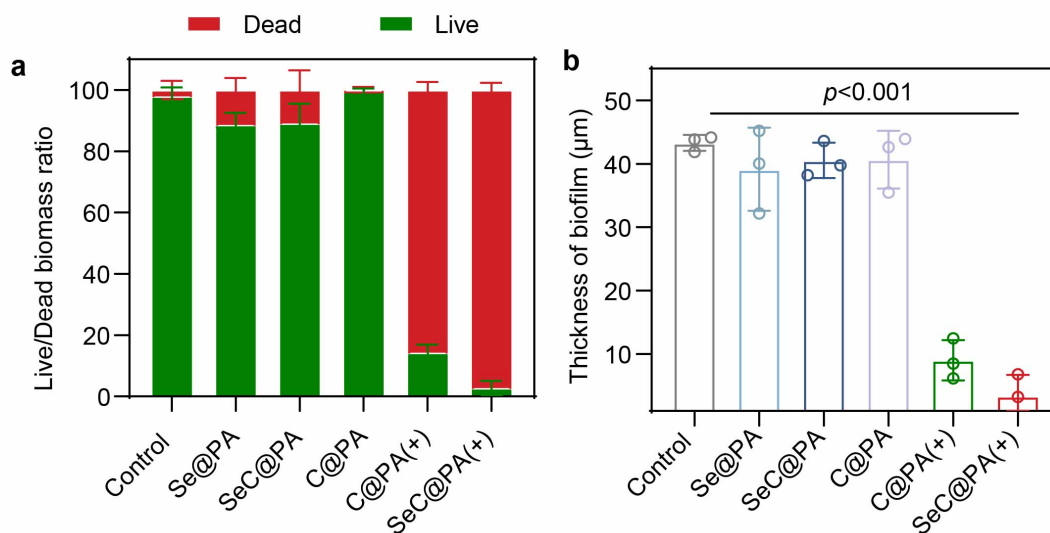 Dead Live
a
Live/Dead biomass ratio
100
80
60
40
20
0
Control
Se@PA
SeC@PA
C@PA
C@PA(+)
SeC@PA(+)
b
Thickness of biofilm (μm)
50
40
30
20
10
p<0.001
Control
Se@PA
SeC@PA
C@PA
C@PA(+)
SeC@PA(+)